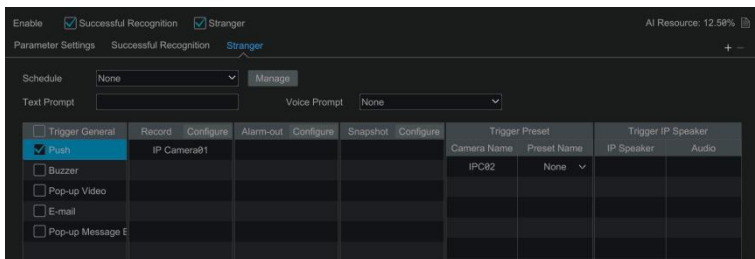 Enable Successful Recognition Stranger AI Resource: 12.50%
Parameter Settings Successful Recognition Stranger + −
Schedule None Manage
Text Prompt Voice Prompt None
Trigger General Record Configure Alarm-out Configure Snapshot Configure Trigger Preset Trigger IP Speaker
Camera Name Preset Name IP Speaker Audio
Push IP Camera01
Buzzer IPC02 None
Pop-up Video
E-mail
Pop-up Message E